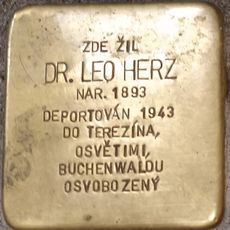 ZDE ŽIL
DR. LEO HERZ
NAR. 1893
DEPORTOVÁN 1943
DO TEREZÍNA,
OSVĚTIMI,
BUCHENWALDU
OSVOBOZENÝ